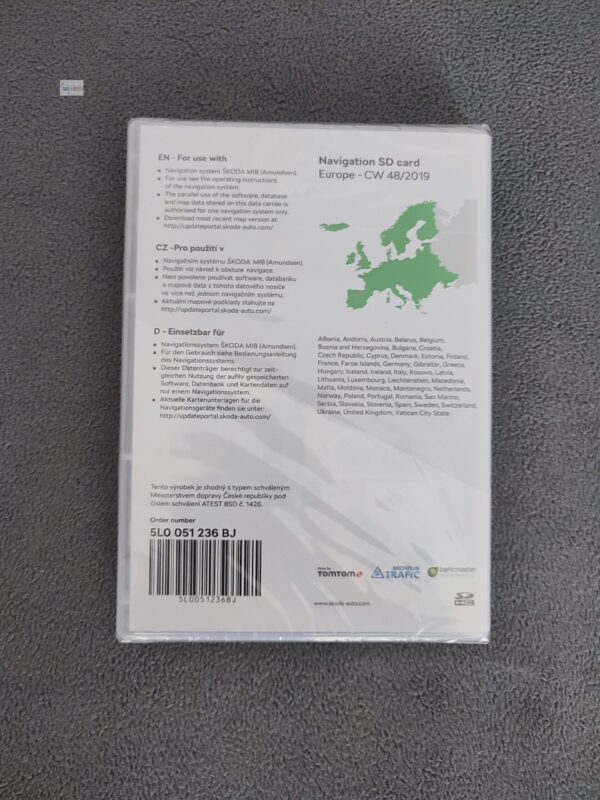 EN - For use with
Navigation system ŠKODA MIB (Amundsen).
For use see the operating instructions
of the navigation system.
The parallel use of the software, database
and map data stored on this data carrier is
authorised for one navigation system only.
Download most recent map version at:
http://updateportal.skoda-auto.com/
CZ -Pro použití v
Navigačním systému ŠKODA MIB (Amundsen).
Použití viz návod k obsluze navigace.
Není povoleno používat software, databanku
a mapová data z tohoto datového nosiče
ve více než jednom navigačním systému.
Aktuální mapové podklady stahujte na
http://updateportal.skoda-auto.com/
D - Einsetzbar für
Navigationssystem ŠKODA MIB (Amundsen).
Für den Gebrauch siehe Bedienungsanleitung
des Navigationssystems.
Dieser Datenträger berechtigt zur zeit-
gleichen Nutzung der aufihr gespeicherten
Software, Datenbank und Kartendaten auf
nur einem Navigationssystem.
Aktuelle Kartenunterlagen für die
Navigationsgeräte finden sie unter:
http://updateportal.skoda-auto.com/
Tento výrobek je shodný s typem schváleným
Ministerstvem dopravy České republiky pod
číslem schválení ATEST 8SD č. 1426.
Order number
5L0 051 236 BJ
5L0051236BJ
Navigation SD card
Europe - CW 48/2019
Albania, Andorra, Austria, Belarus, Belgium,
Bosnia and Herzegovina, Bulgaria, Croatia,
Czech Republic, Cyprus, Denmark, Estonia, Finland,
France, Faroe Islands, Germany, Gibraltar, Greece,
Hungary, Iceland, Ireland, Italy, Kosovo, Latvia,
Lithuania, Luxembourg, Liechtenstein, Macedonia,
Malta, Moldova, Monaco, Montenegro, Netherlands,
Norway, Poland, Portugal, Romania, San Marino,
Serbia, Slovakia, Slovenia, Spain, Sweden, Switzerland,
Ukraine, United Kingdom, Vatican City State
TOMTOM
MICHELIN
TRAFIC
trafficmaster
www.skoda-auto.com
SD
HC